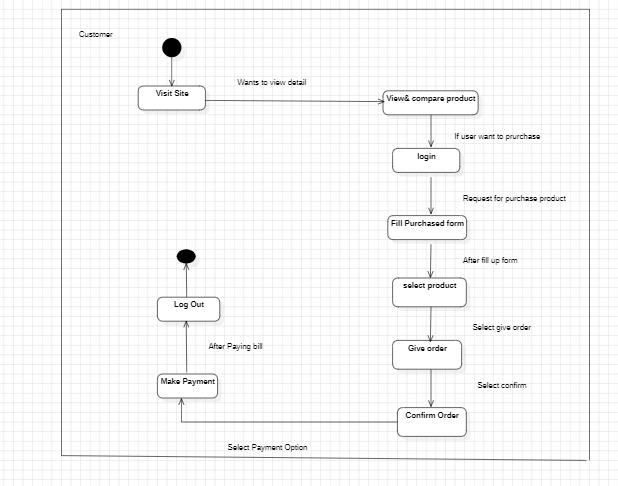 Customer
Visit Site
Wants to view detail
View& compare product
If user want to prurchase
login
Request for purchase product
Fill Purchased form
After fill up form
select product
Select give order
Give order
Select confirm
Confirm Order
Select Payment Option
Make Payment
After Paying bill
Log Out